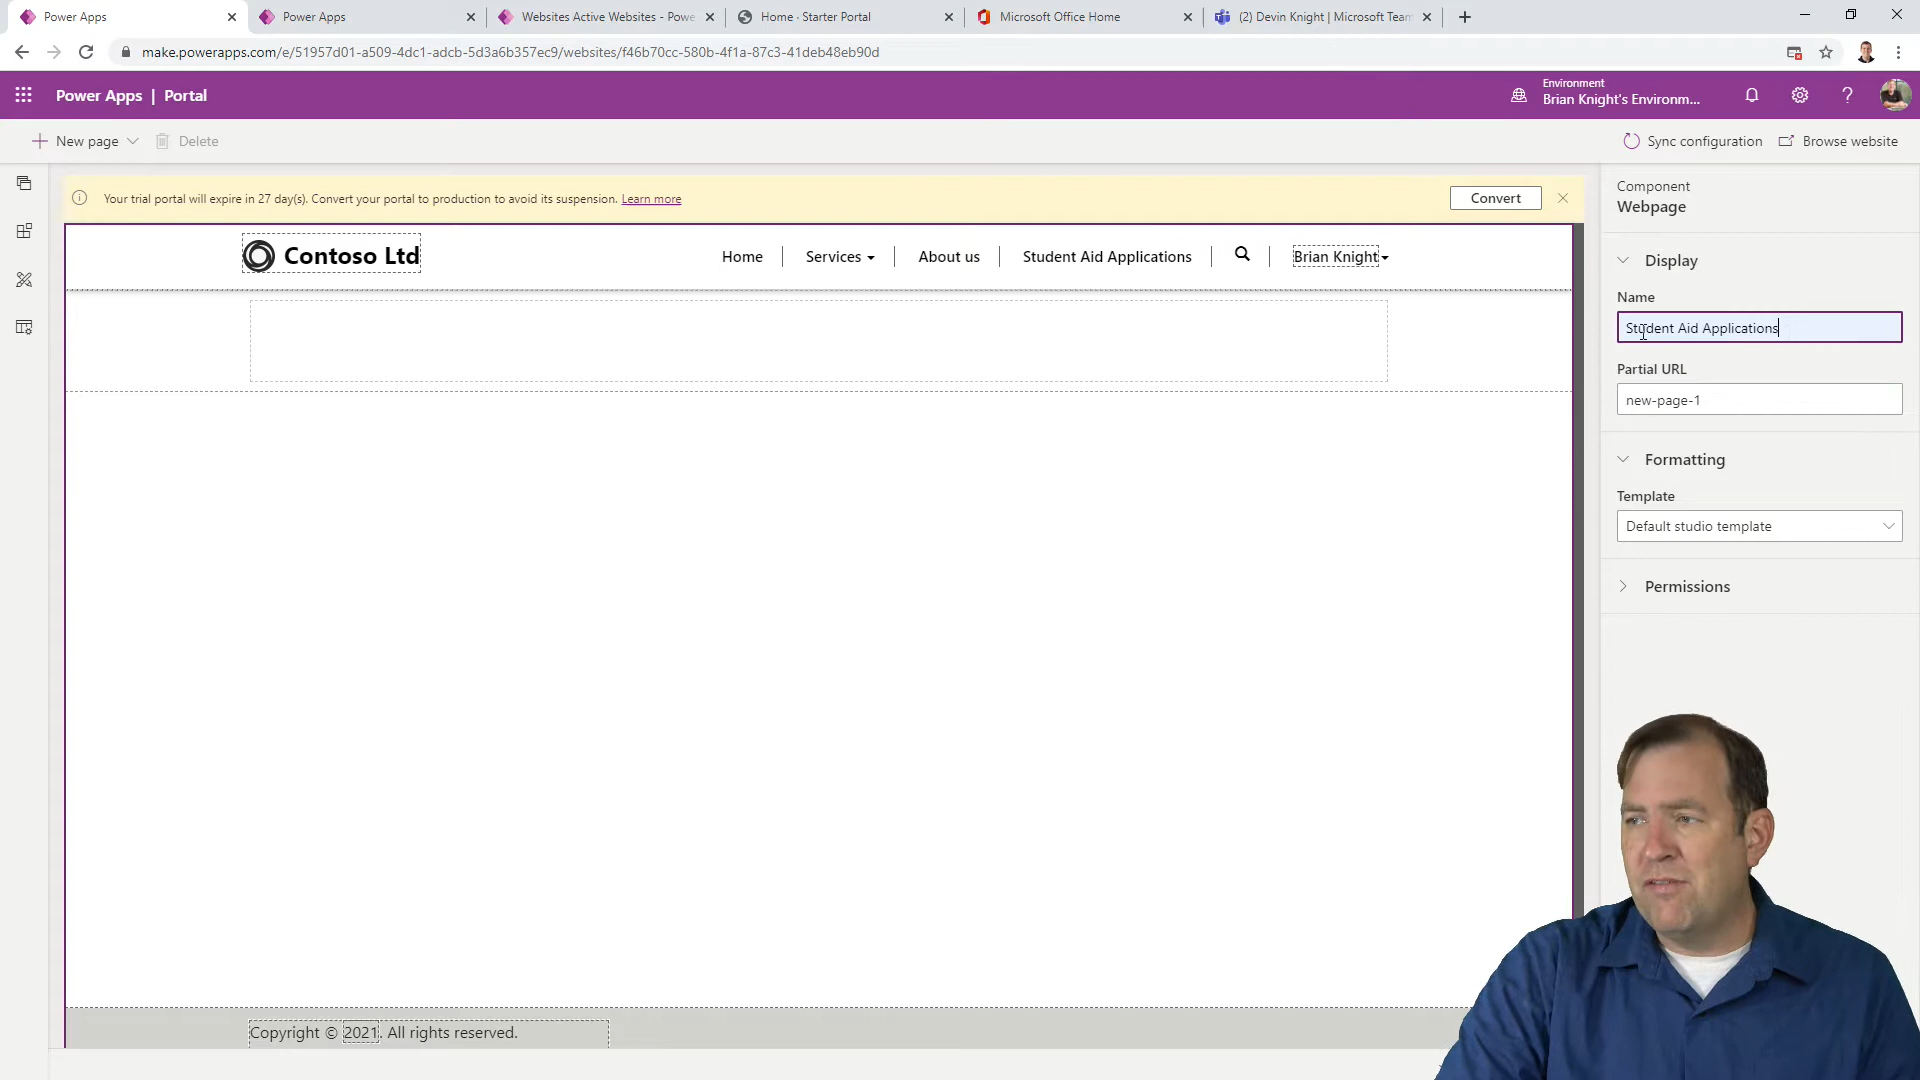 Power Apps
Power Apps
Websites Active Websites - Powe
Home · Starter Portal
Microsoft Office Home
(2) Devin Knight | Microsoft Team
make.powerapps.com/e/51957d01-a509-4dc1-adcb-5d3a6b357ec9/websites/f46b70cc-580b-4f1a-87c3-41deb48eb90d
Power Apps | Portal
Environment
Brian Knight's Environm...
New page
Delete
Sync configuration
Browse website
Your trial portal will expire in 27 day(s). Convert your portal to production to avoid its suspension. Learn more
Convert
Contoso Ltd
Home
Services
About us
Student Aid Applications
Brian Knight
Copyright © 2021. All rights reserved.
Component
Webpage
Display
Name
Student Aid Applications
Partial URL
new-page-1
Formatting
Template
Default studio template
Permissions